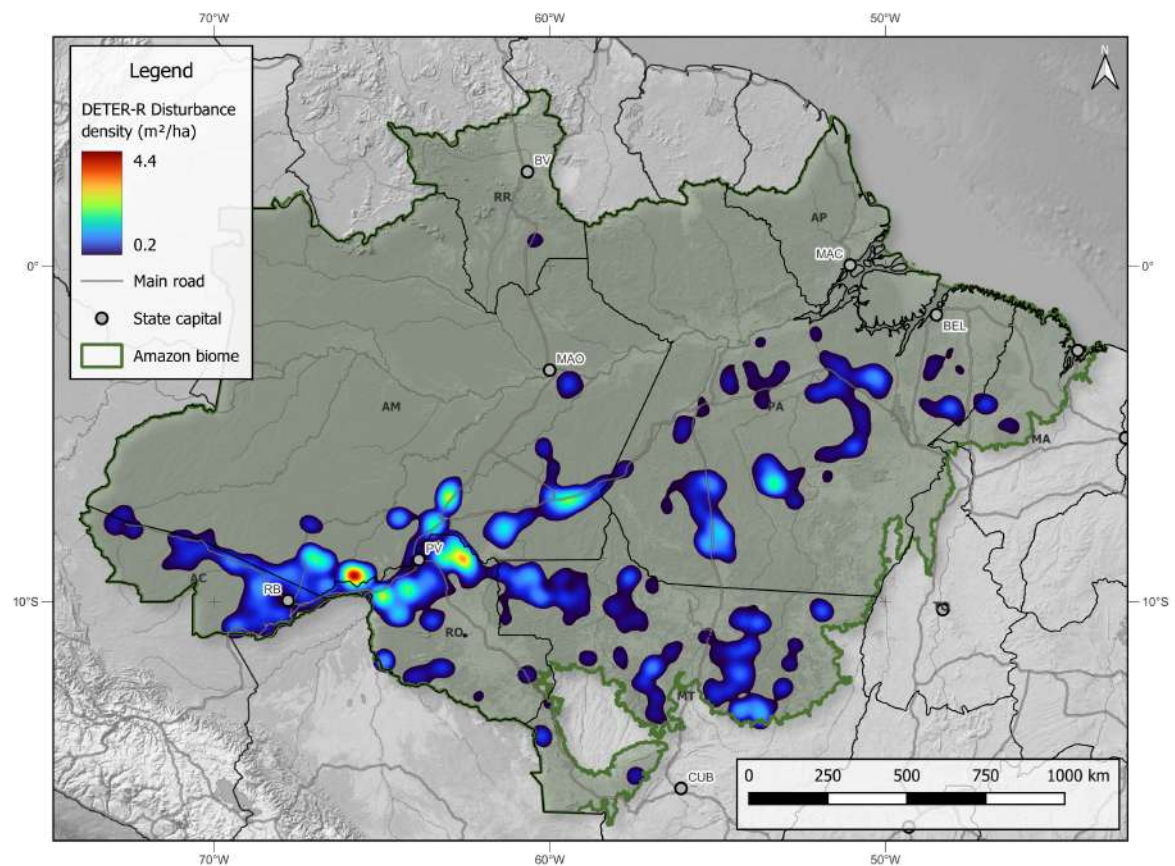 70°W 60°W 50°W
N
Legend
DETER-R Disturbance
density (m²/ha)
4.4
0.2
Main road
State capital
Amazon biome
BV
RR
AP
0° MAC 0°
BEL
MAO
AM PA
MA
PV
AC RB
10°S 10°S
RO
MT
CUB
0 250 500 750 1000 km
70°W 60°W 50°W